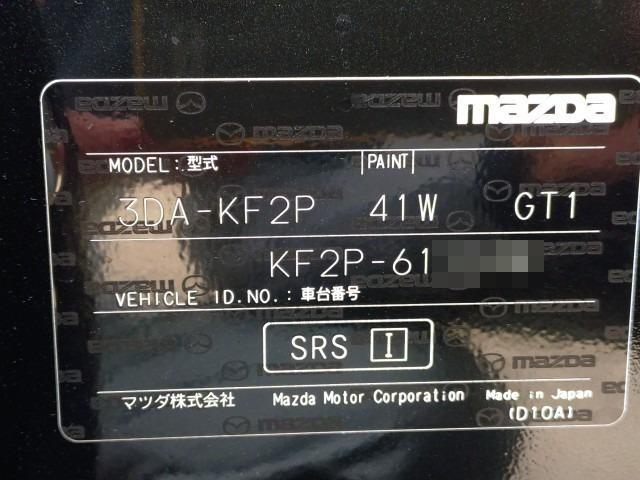 mazda
MODEL: 型式 PAINT
3DA-KF2P 41W GT1
KF2P-61
VEHICLE ID.NO.: 車台番号
SRS I
マツダ株式会社 Mazda Motor Corporation Made in Japan
(D10A)